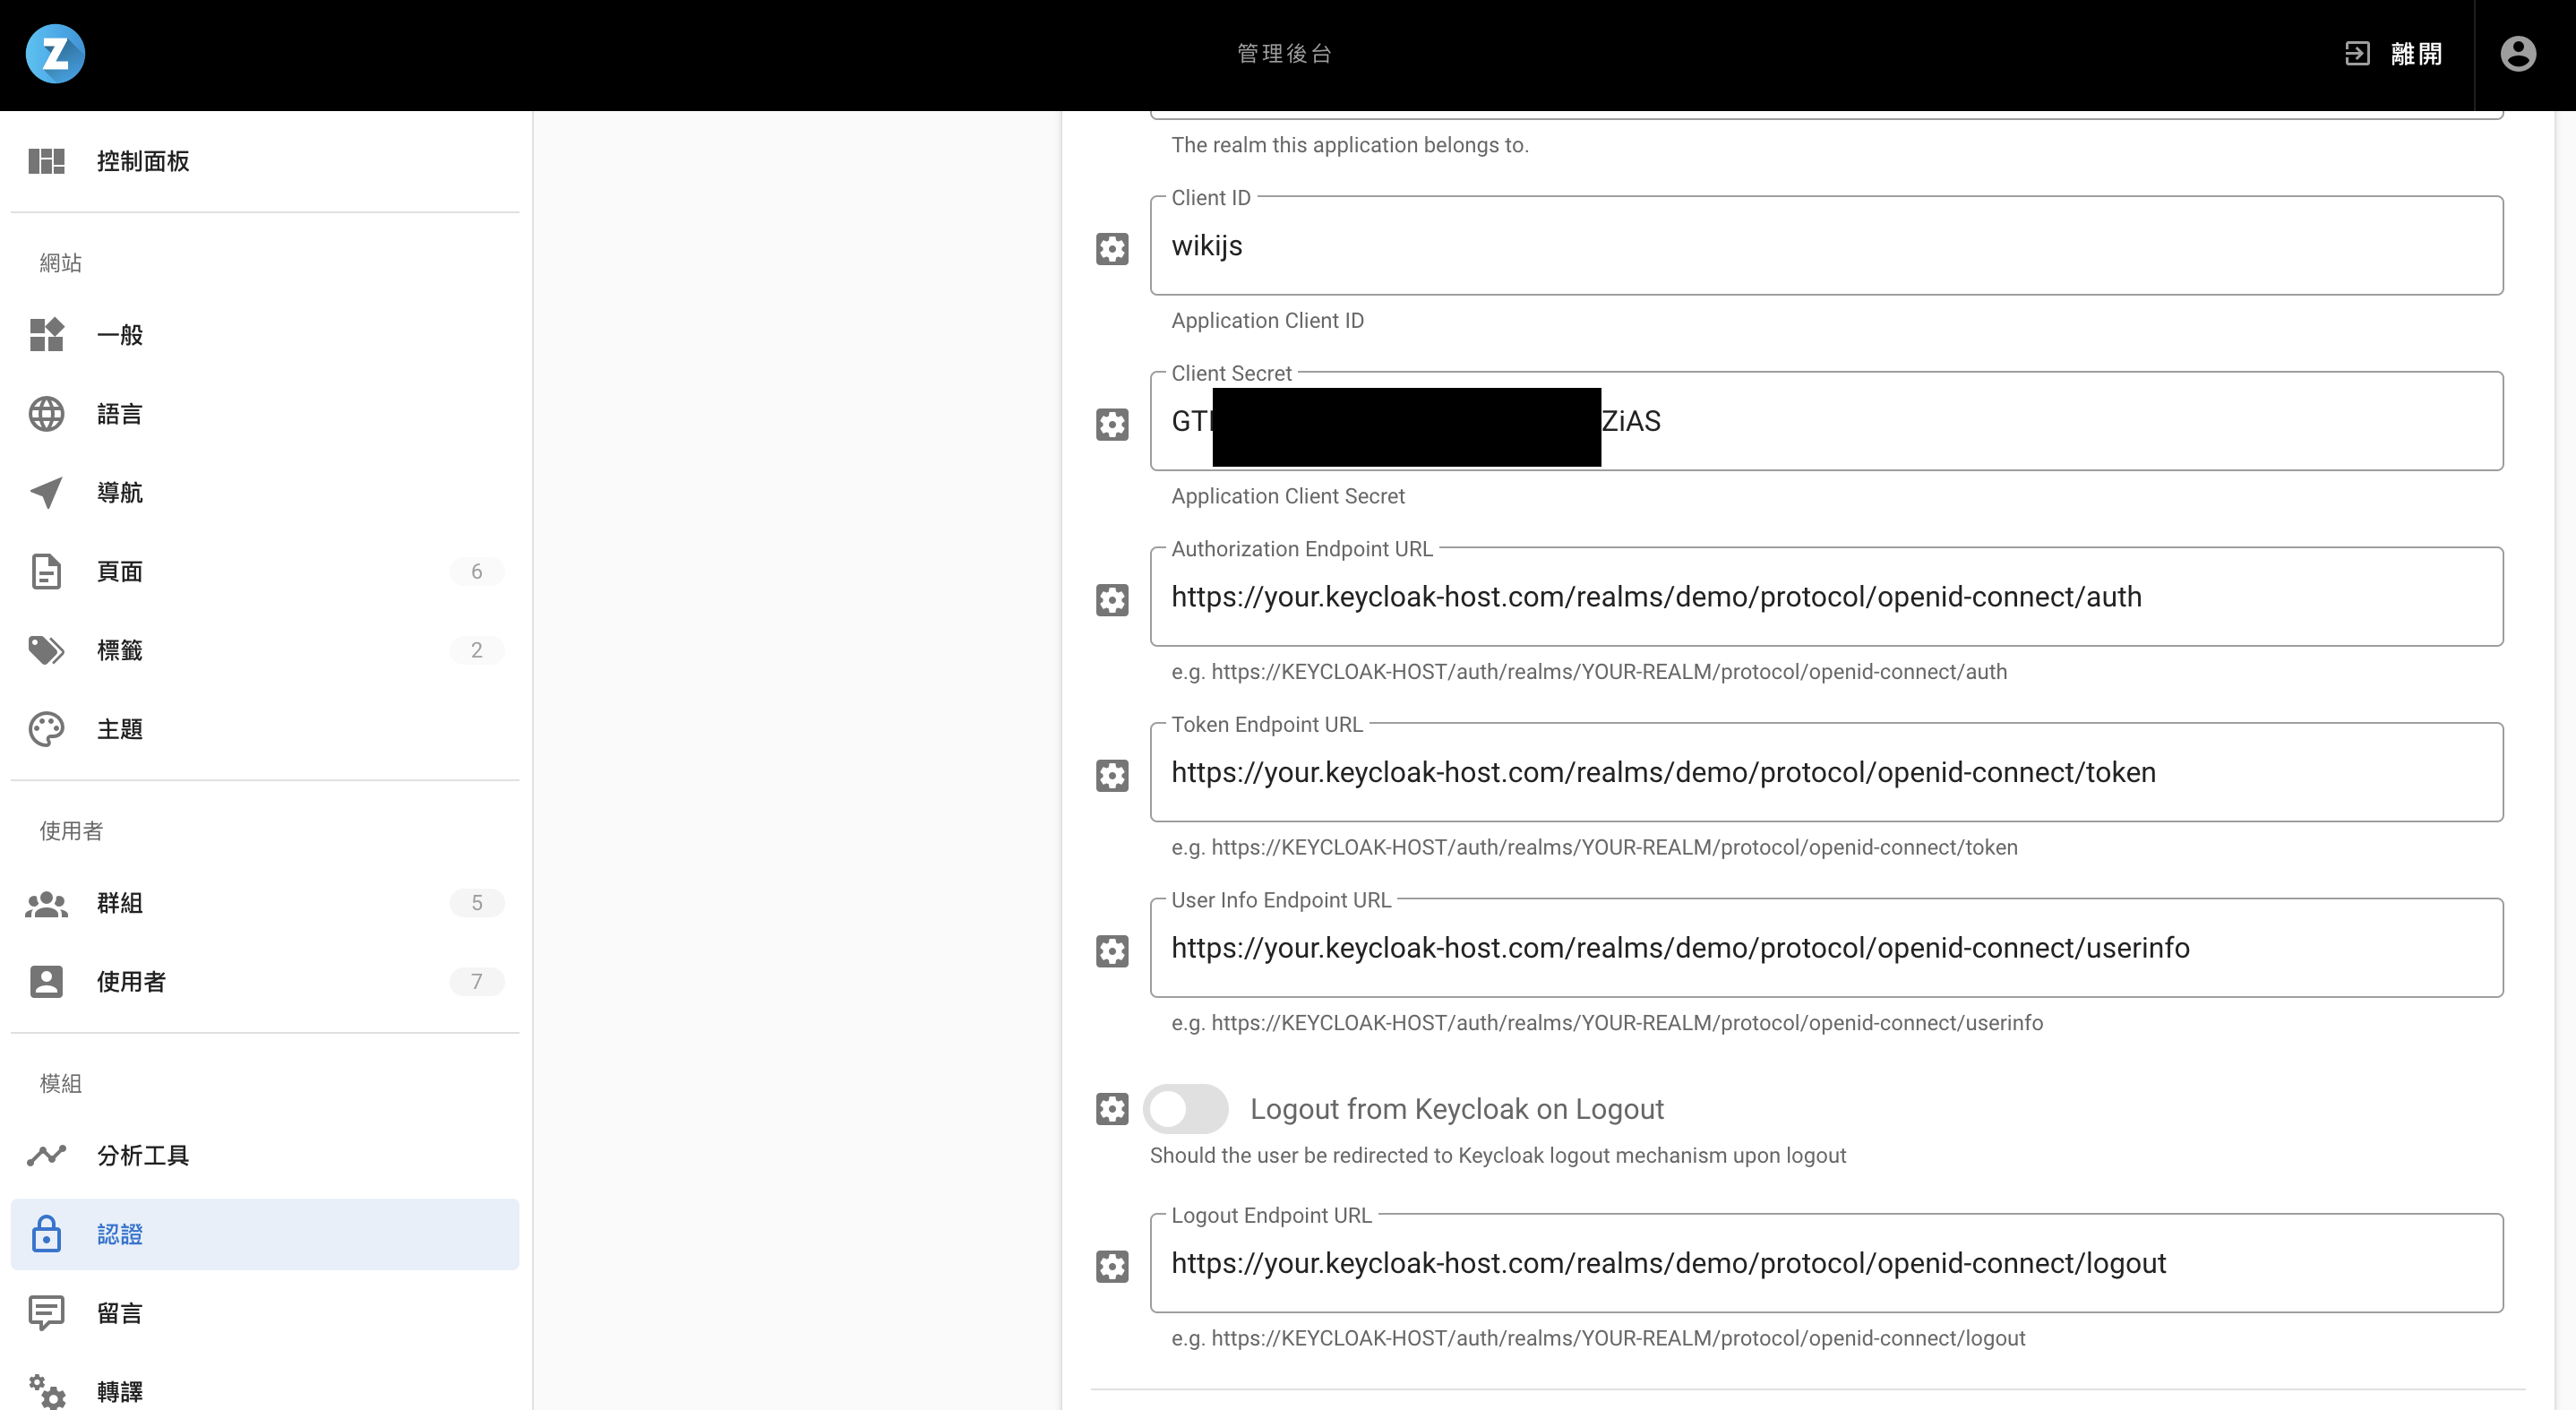 Z
管理後台
離開
控制面板
網站
一般
語言
導航
頁面
6
標籤
2
主題
使用者
群組
5
使用者
7
模組
分析工具
認證
留言
轉譯
The realm this application belongs to.
Client ID
wikijs
Application Client ID
Client Secret
GT
ZiAS
Application Client Secret
Authorization Endpoint URL
https://your.keycloak-host.com/realms/demo/protocol/openid-connect/auth
e.g. https://KEYCLOAK-HOST/auth/realms/YOUR-REALM/protocol/openid-connect/auth
Token Endpoint URL
https://your.keycloak-host.com/realms/demo/protocol/openid-connect/token
e.g. https://KEYCLOAK-HOST/auth/realms/YOUR-REALM/protocol/openid-connect/token
User Info Endpoint URL
https://your.keycloak-host.com/realms/demo/protocol/openid-connect/userinfo
e.g. https://KEYCLOAK-HOST/auth/realms/YOUR-REALM/protocol/openid-connect/userinfo
Logout from Keycloak on Logout
Should the user be redirected to Keycloak logout mechanism upon logout
Logout Endpoint URL
https://your.keycloak-host.com/realms/demo/protocol/openid-connect/logout
e.g. https://KEYCLOAK-HOST/auth/realms/YOUR-REALM/protocol/openid-connect/logout